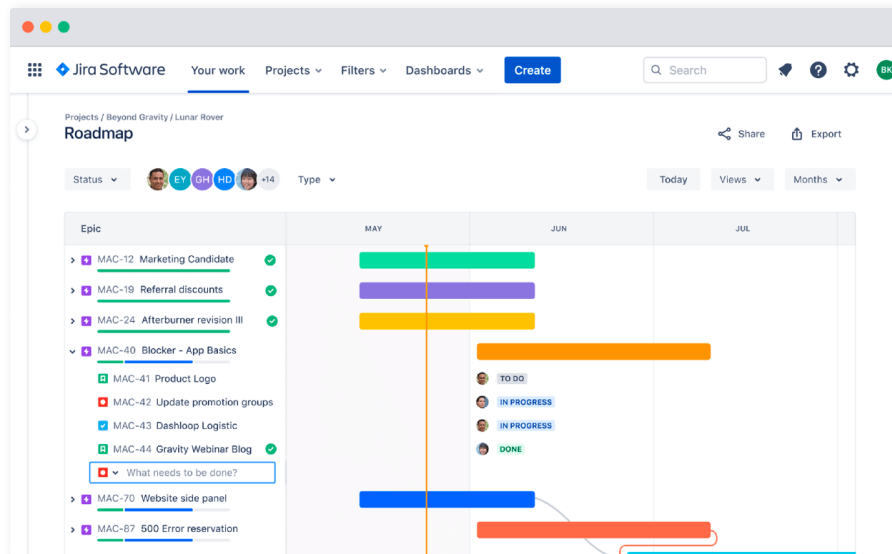 Jira Software Your work Projects Filters Dashboards Create Search BK
Projects / Beyond Gravity / Lunar Rover
Roadmap
Share Export
Status EY GH HD +14 Type Today Views Months
Epic MAY JUN JUL
MAC-12 Marketing Candidate
MAC-19 Referral discounts
MAC-24 Afterburner revision III
MAC-40 Blocker - App Basics
MAC-41 Product Logo TO DO
MAC-42 Update promotion groups IN PROGRESS
MAC-43 Dashloop Logistic IN PROGRESS
MAC-44 Gravity Webinar Blog DONE
What needs to be done?
MAC-70 Website side panel
MAC-87 500 Error reservation